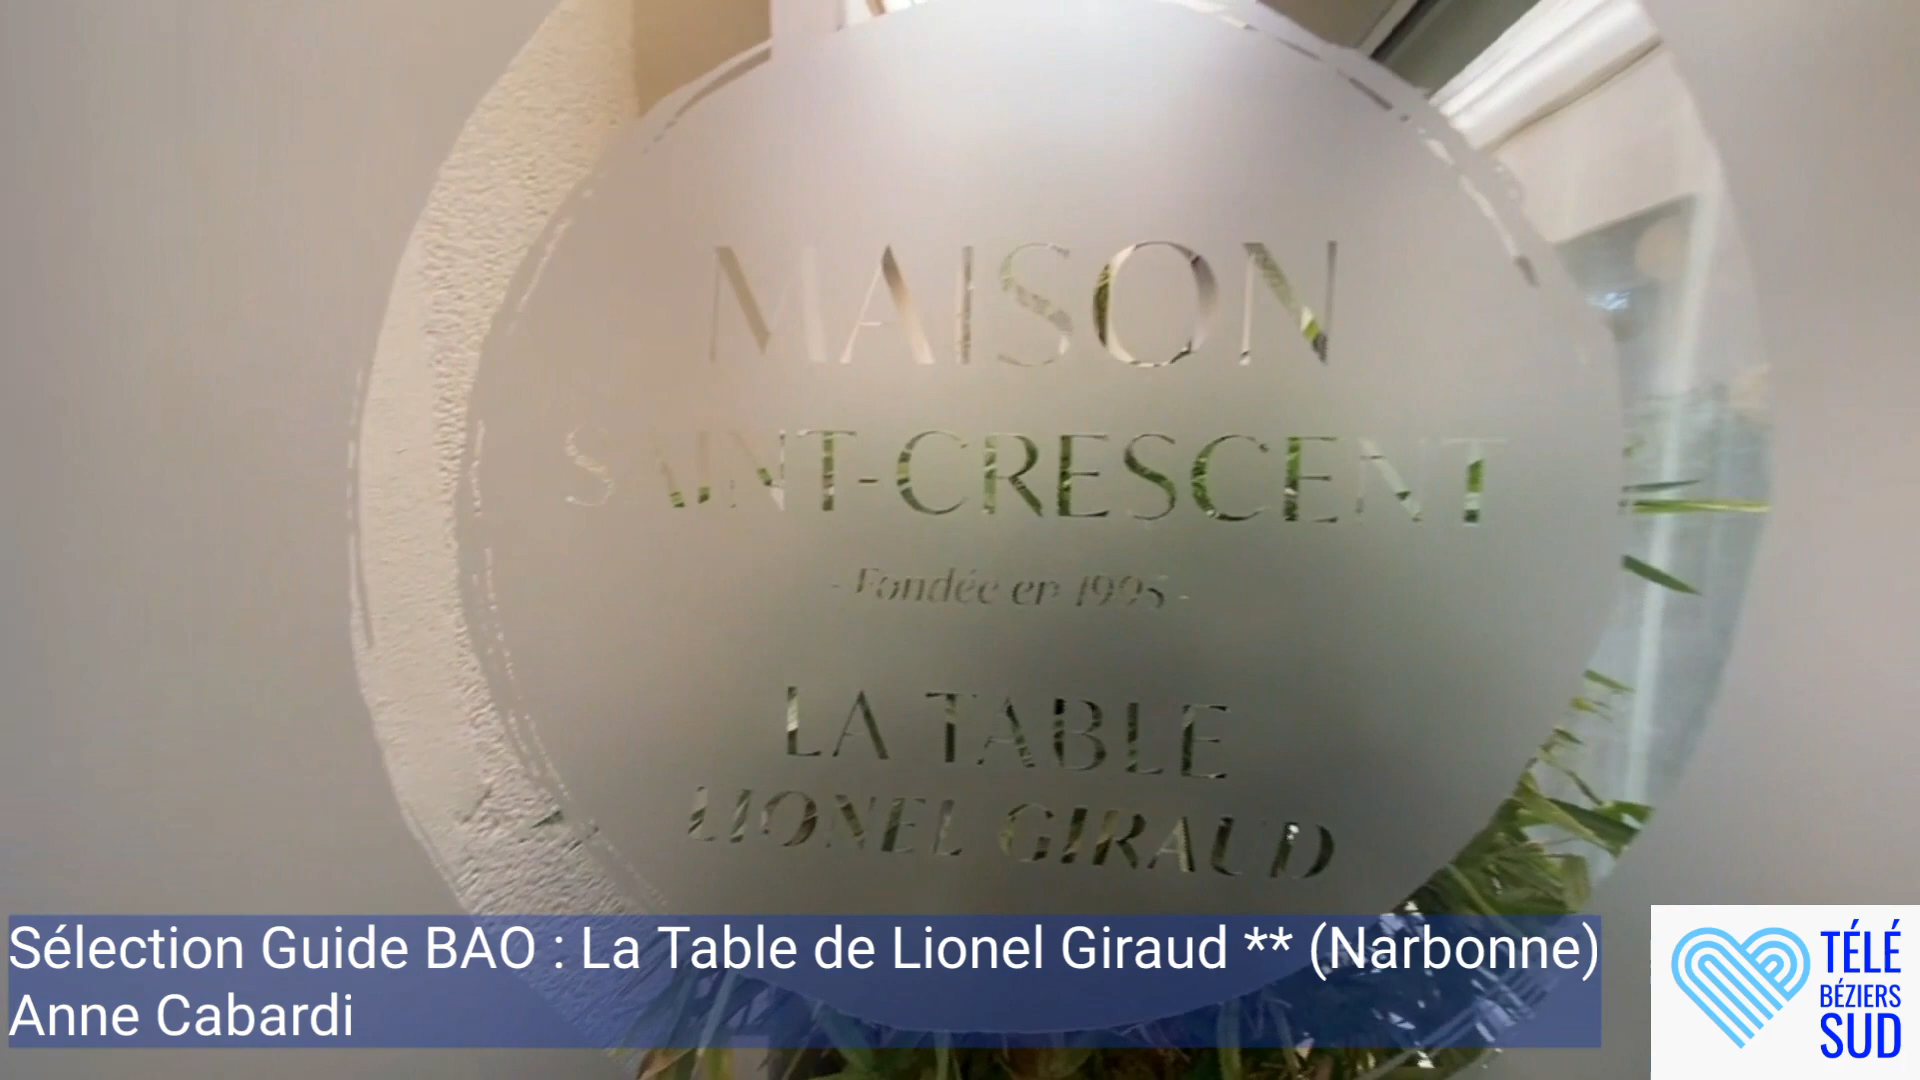 MAISON
SAINT-CRESCENT
- Fondée en 1995 -
LA TABLE
LIONEL GIRAUD
Sélection Guide BAO : La Table de Lionel Giraud ** (Narbonne)
Anne Cabardi
TÉLÉ
BÉZIERS
SUD